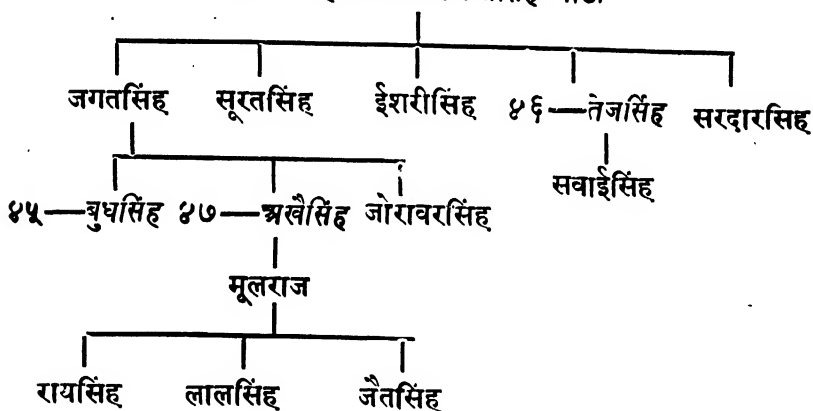 जगतसिंह सूरतसिंह ईशरीसिंह ४६—तेजसिंह सरदारसिंह
सवाईसिंह
४५—बुधसिंह ४७—अखैसिंह जोरावरसिंह
मूलराज
रायसिंह लालसिंह जैतसिंह